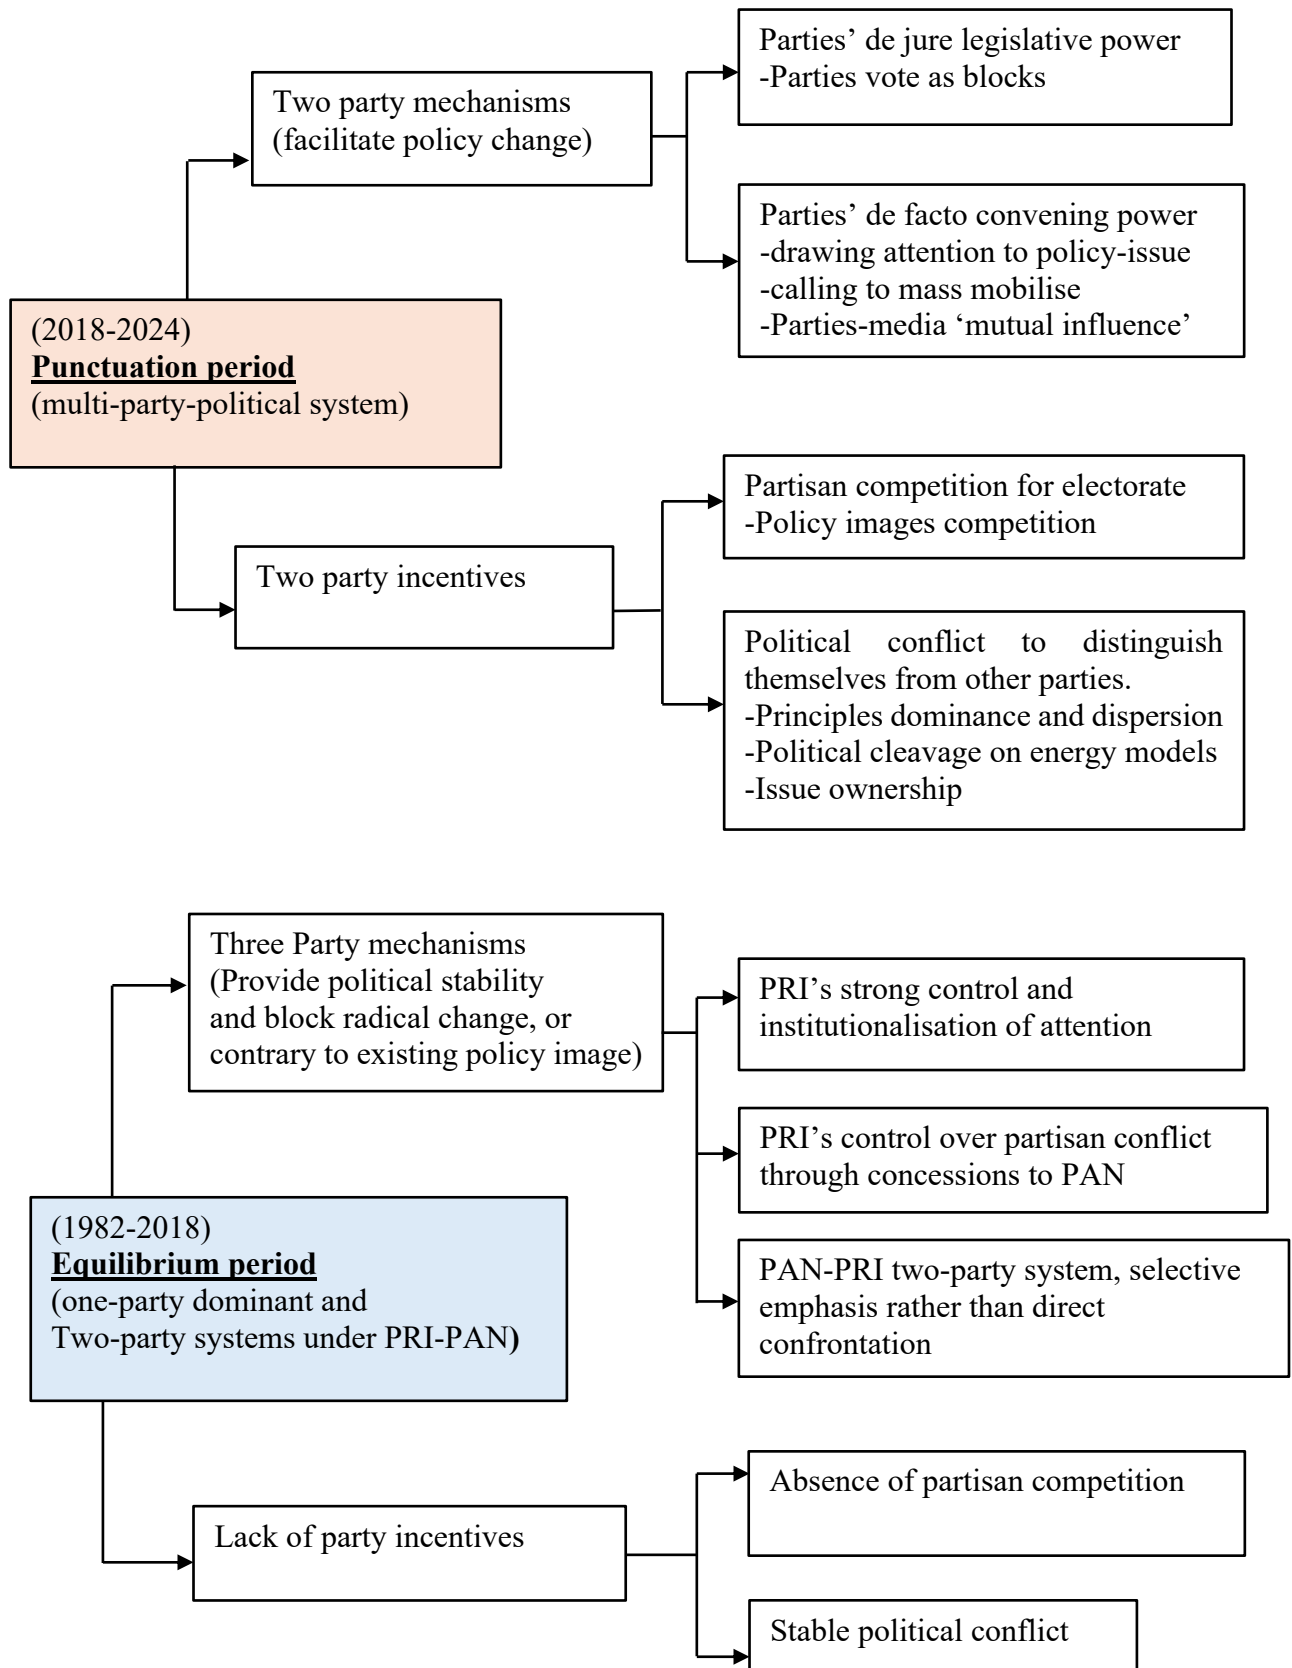 Parties’ de jure legislative power
-Parties vote as blocks
Two party mechanisms
(facilitate policy change)
Parties’ de facto convening power
-drawing attention to policy-issue
-calling to mass mobilise
-Parties-media ‘mutual influence’
(2018-2024)
Punctuation period
(multi-party-political system)
Partisan competition for electorate
-Policy images competition
Two party incentives
Political conflict to distinguish
themselves from other parties.
-Principles dominance and dispersion
-Political cleavage on energy models
-Issue ownership
Three Party mechanisms
(Provide political stability
and block radical change, or
contrary to existing policy image)
PRI’s strong control and
institutionalisation of attention
PRI’s control over partisan conflict
through concessions to PAN
(1982-2018)
Equilibrium period
(one-party dominant and
Two-party systems under PRI-PAN)
PAN-PRI two-party system, selective
emphasis rather than direct
confrontation
Absence of partisan competition
Lack of party incentives
Stable political conflict